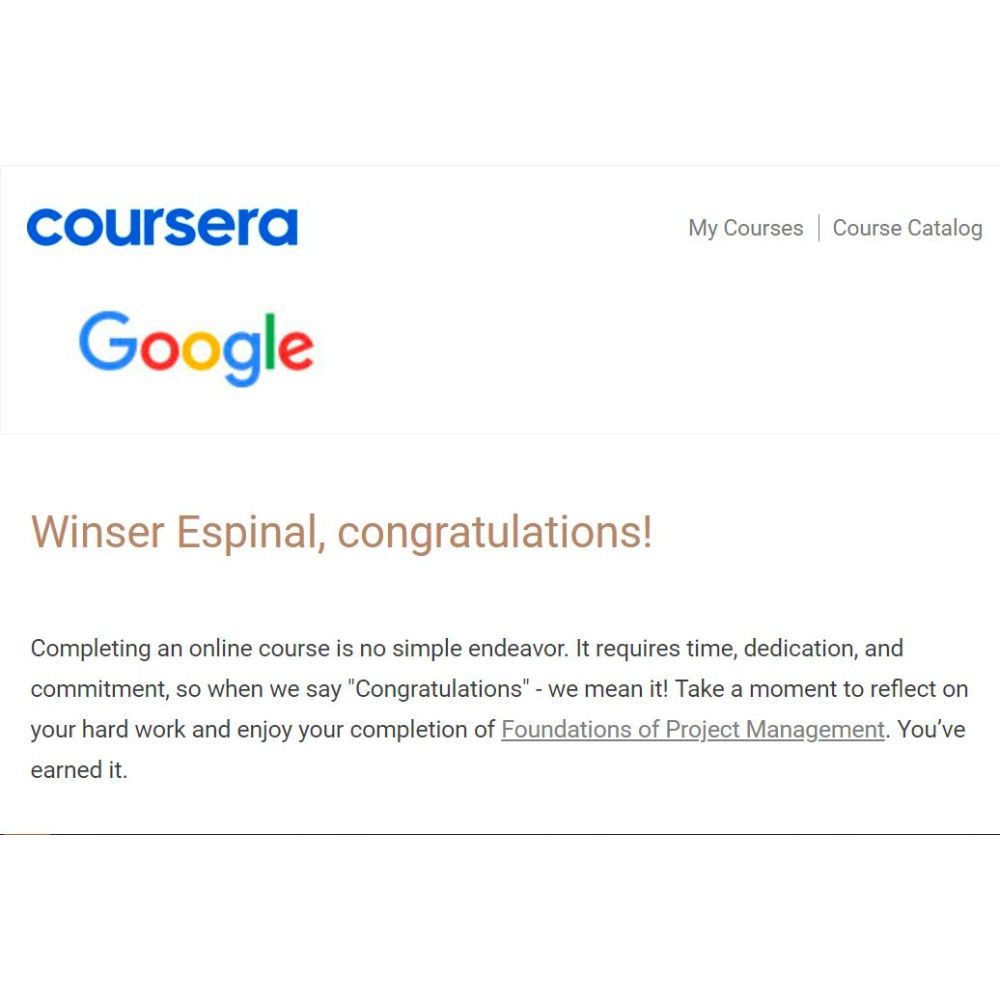 coursera
My Courses | Course Catalog
Google
Winser Espinal, congratulations!
Completing an online course is no simple endeavor. It requires time, dedication, and
commitment, so when we say "Congratulations" - we mean it! Take a moment to reflect on
your hard work and enjoy your completion of Foundations of Project Management. You’ve
earned it.